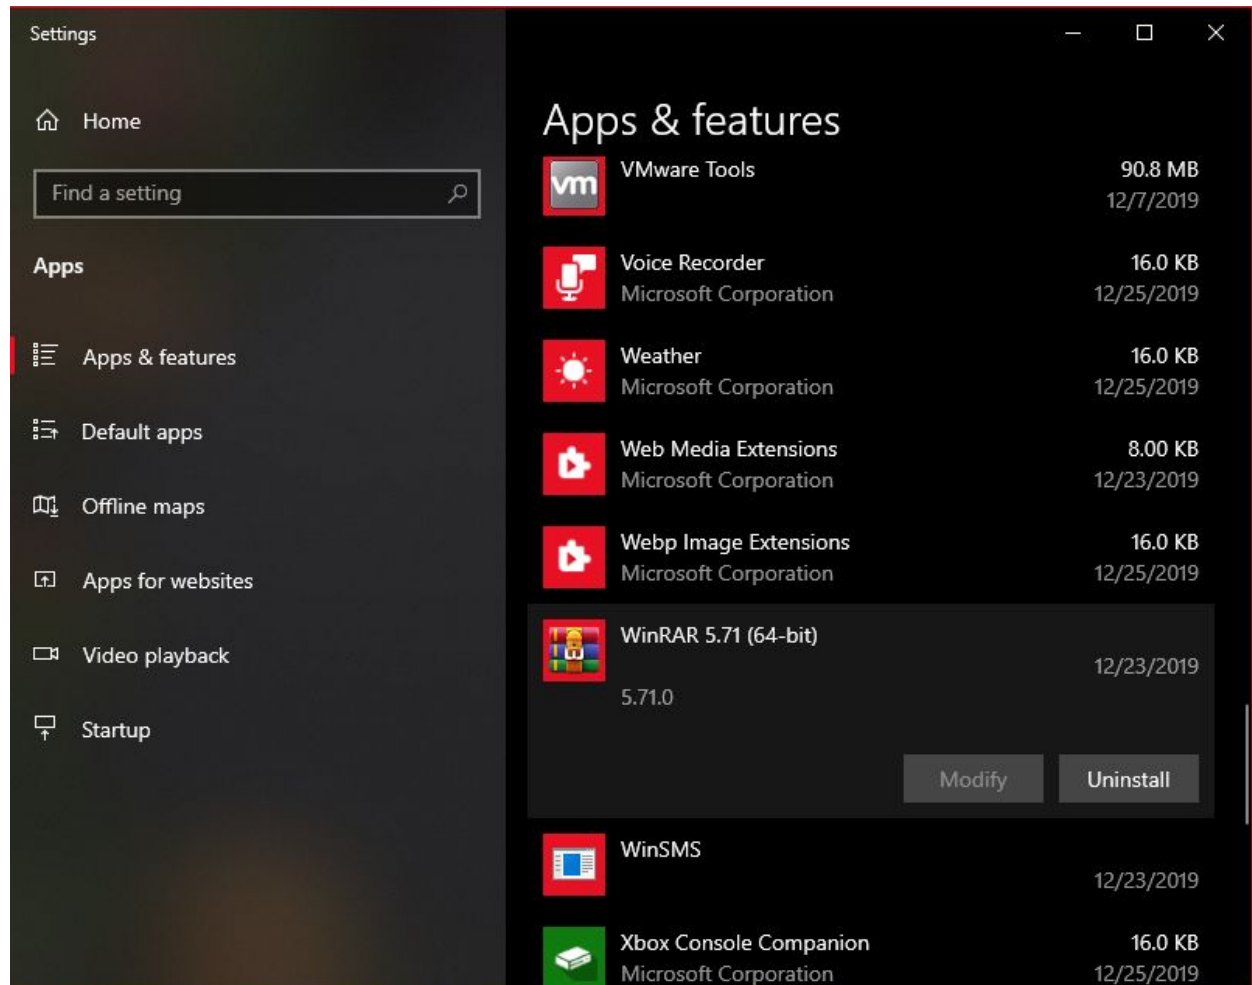 Settings
Home
Find a setting
Apps
Apps & features
Default apps
Offline maps
Apps for websites
Video playback
Startup
Apps & features
vm
VMware Tools 90.8 MB
12/7/2019
Voice Recorder 16.0 KB
Microsoft Corporation 12/25/2019
Weather 16.0 KB
Microsoft Corporation 12/25/2019
Web Media Extensions 8.00 KB
Microsoft Corporation 12/23/2019
Webp Image Extensions 16.0 KB
Microsoft Corporation 12/25/2019
WinRAR 5.71 (64-bit)
12/23/2019
5.71.0
Modify Uninstall
WinSMS
12/23/2019
Xbox Console Companion 16.0 KB
Microsoft Corporation 12/25/2019